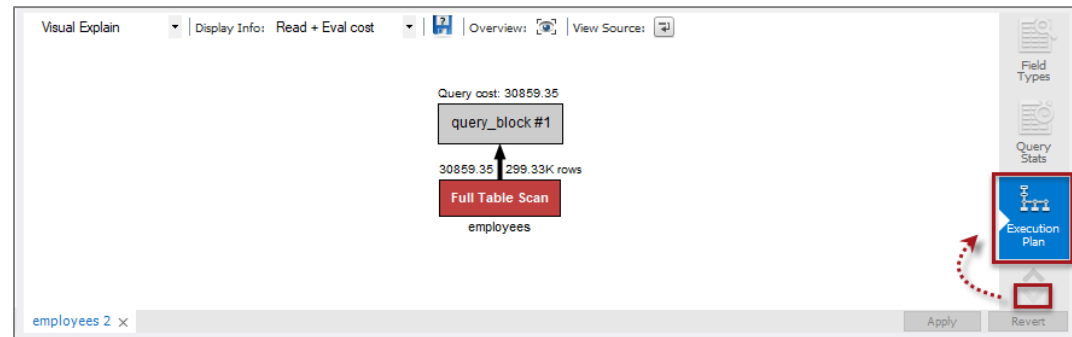 Visual Explain Display Info: Read + Eval cost Overview: View Source:
Field
Types
Query cost: 30859.35
query_block #1
Query
Stats
30859.35 299.33K rows
Full Table Scan
employees
Execution
Plan
employees 2 × Apply Revert